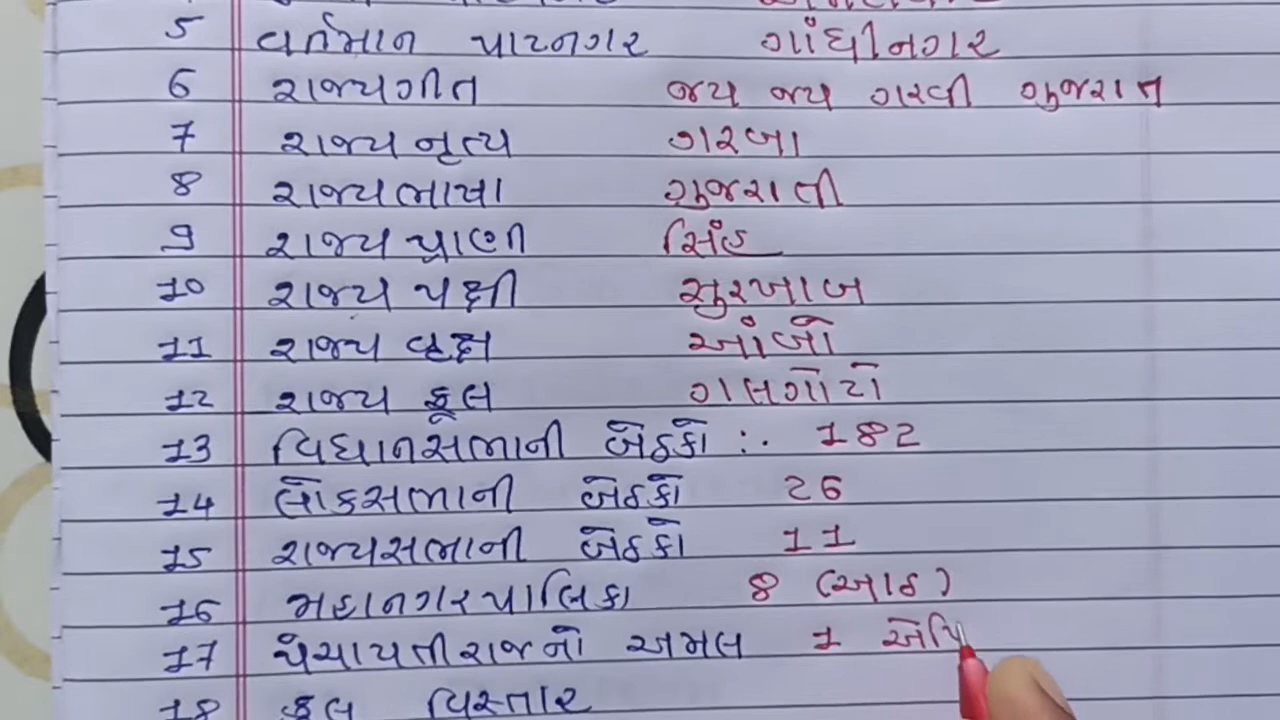 5 વર્તમાન પાટનગર ગાંધીનગર
6 રાજ્યગીત જય જય ગરવી ગુજરાત
7 રાજ્ય નૃત્ય ગરબા
8 રાજ્યભાષા ગુજરાતી
9 રાજ્ય પ્રાણી સિંહ
10 રાજ્ય પક્ષી સુરખાબ
11 રાજ્ય વૃક્ષ આંબો
12 રાજ્ય ફૂલ ગલગોટો
13 વિધાનસભાની બેઠકો :. 182
14 લોકસભાની બેઠકો 26
15 રાજ્યસભાની બેઠકો 11
16 મહાનગરપાલિકા 8 (આઠ)
17 પંચાયતીરાજનો અમલ 1 એપ્રિ
18 કુલ વિસ્તાર